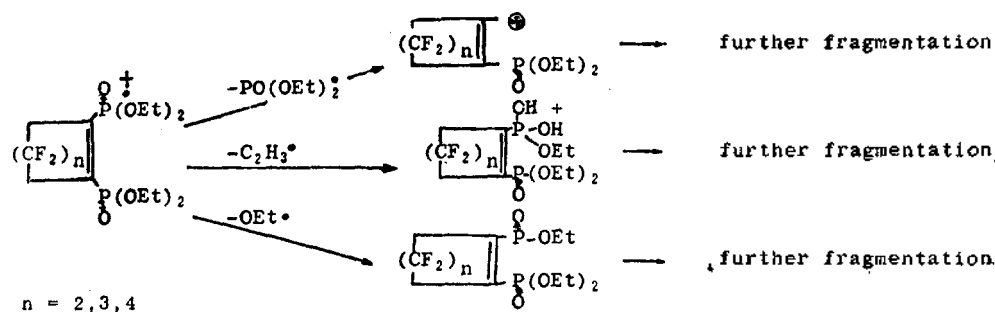 O
+
•
P(OEt)2
(CF2)n
P(OEt)2
O
-PO(OEt)2•
-C2H3•
-OEt•
⊕
(CF2)n
P(OEt)2
O
further fragmentation
OH +
P-OH
OEt
(CF2)n
P-(OEt)2
O
further fragmentation
O
P-OEt
(CF2)n
P(OEt)2
O
further fragmentation
n = 2,3,4